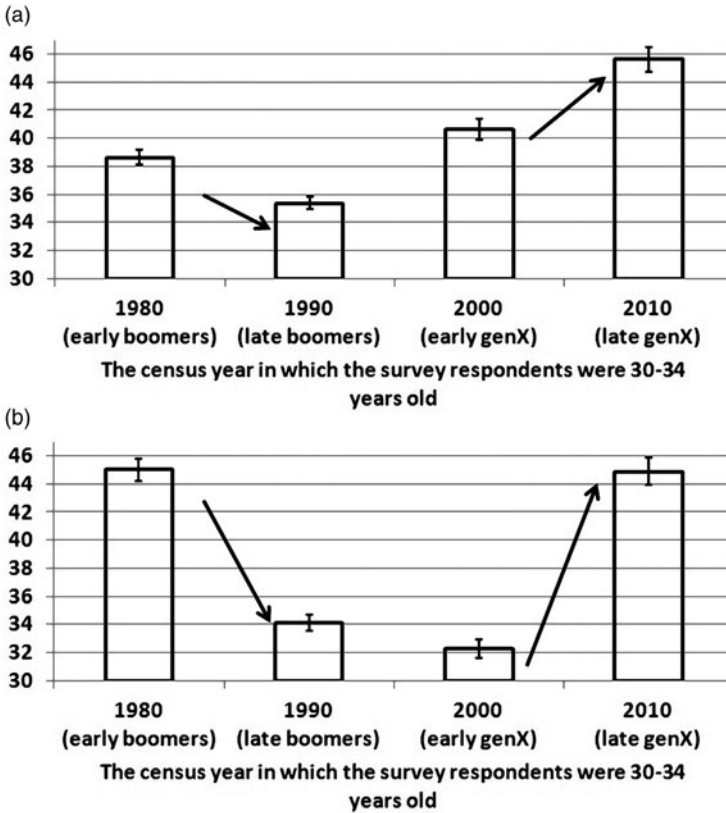 (a)
46
44
42
40
38
36
34
32
30
1980 1990 2000 2010
(early boomers) (late boomers) (early genX) (late genX)
The census year in which the survey respondents were 30-34
years old
(b)
46
44
42
40
38
36
34
32
30
1980 1990 2000 2010
(early boomers) (late boomers) (early genX) (late genX)
The census year in which the survey respondents were 30-34
years old